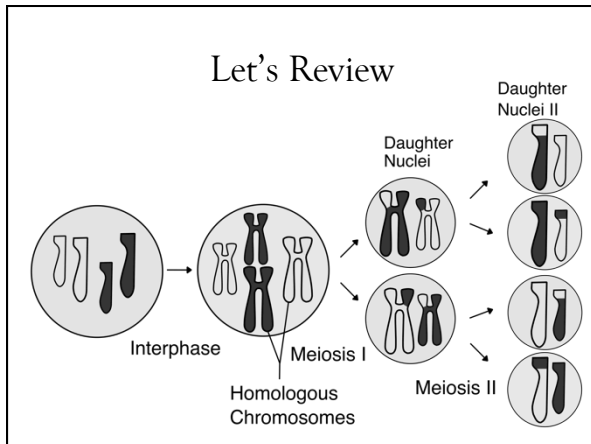 Let's Review
Daughter
Nuclei II
Daughter
Nuclei
Interphase
Meiosis I
Homologous
Chromosomes
Meiosis II